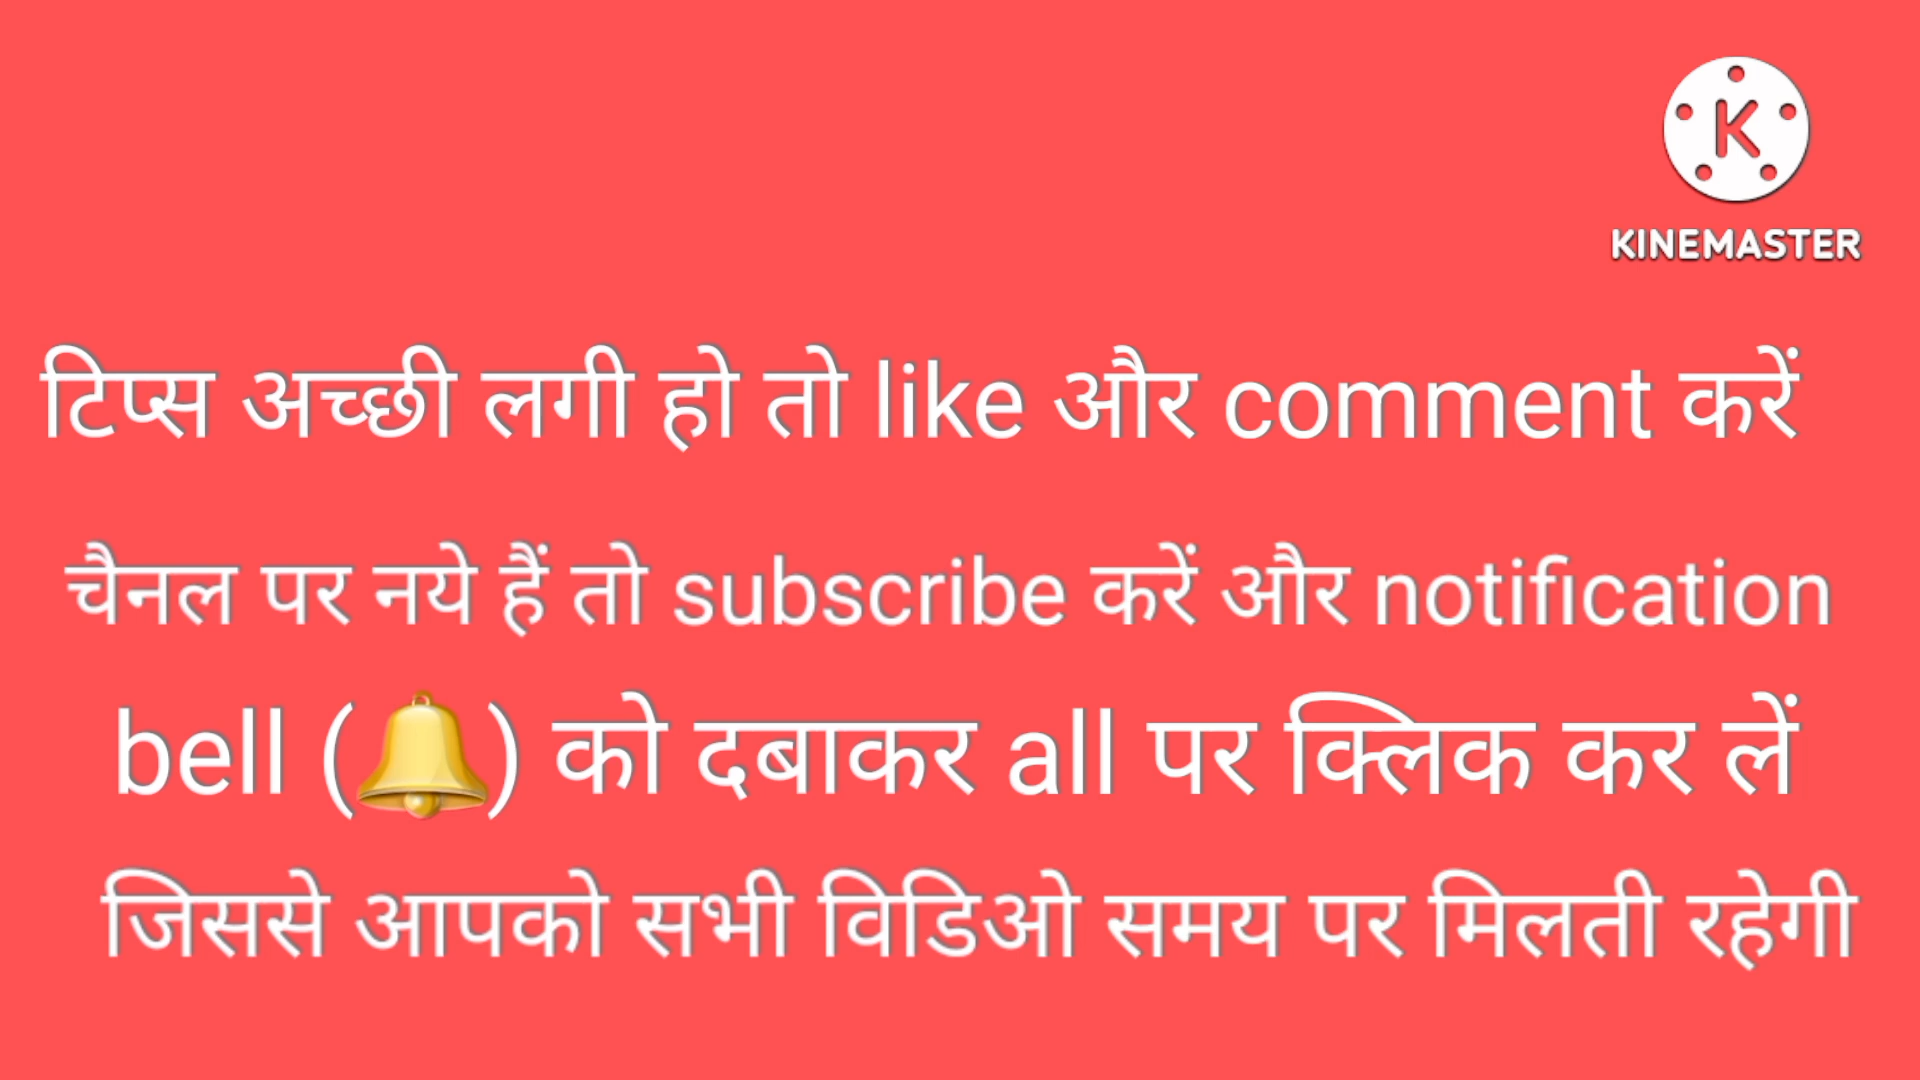 KINEMASTER
टिप्स अच्छी लगी हो तो like और comment करें
चैनल पर नये हैं तो subscribe करें और notification
bell (🔔) को दबाकर all पर क्लिक कर लें
जिससे आपको सभी विडिओ समय पर मिलती रहेगी